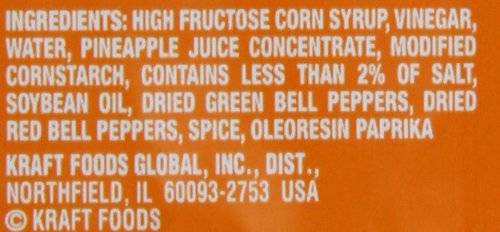 INGREDIENTS: HIGH FRUCTOSE CORN SYRUP, VINEGAR,
WATER, PINEAPPLE JUICE CONCENTRATE, MODIFIED
CORNSTARCH, CONTAINS LESS THAN 2% OF SALT,
SOYBEAN OIL, DRIED GREEN BELL PEPPERS, DRIED
RED BELL PEPPERS, SPICE, OLEORESIN PAPRIKA
KRAFT FOODS GLOBAL, INC., DIST.,
NORTHFIELD, IL 60093-2753 USA
© KRAFT FOODS